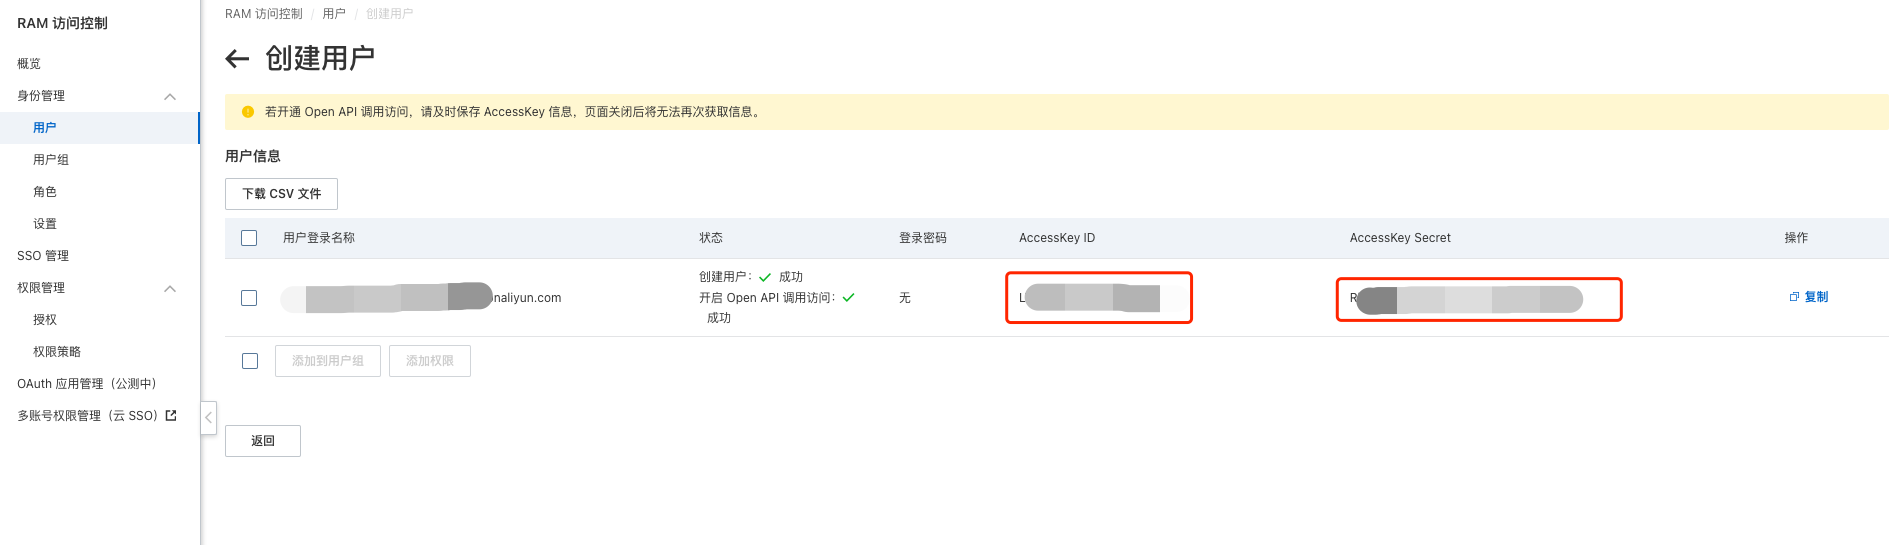 RAM 访问控制
概览
身份管理
用户
用户组
角色
设置
SSO 管理
权限管理
授权
权限策略
OAuth 应用管理（公测中）
多账号权限管理（云 SSO）
RAM 访问控制 / 用户 / 创建用户
创建用户
若开通 Open API 调用访问，请及时保存 AccessKey 信息，页面关闭后将无法再次获取信息。
用户信息
下载 CSV 文件
用户登录名称 状态 登录密码 AccessKey ID AccessKey Secret 操作
naliyun.com
创建用户：成功
开启 Open API 调用访问：
成功
无
L
R
复制
添加到用户组 添加权限
返回